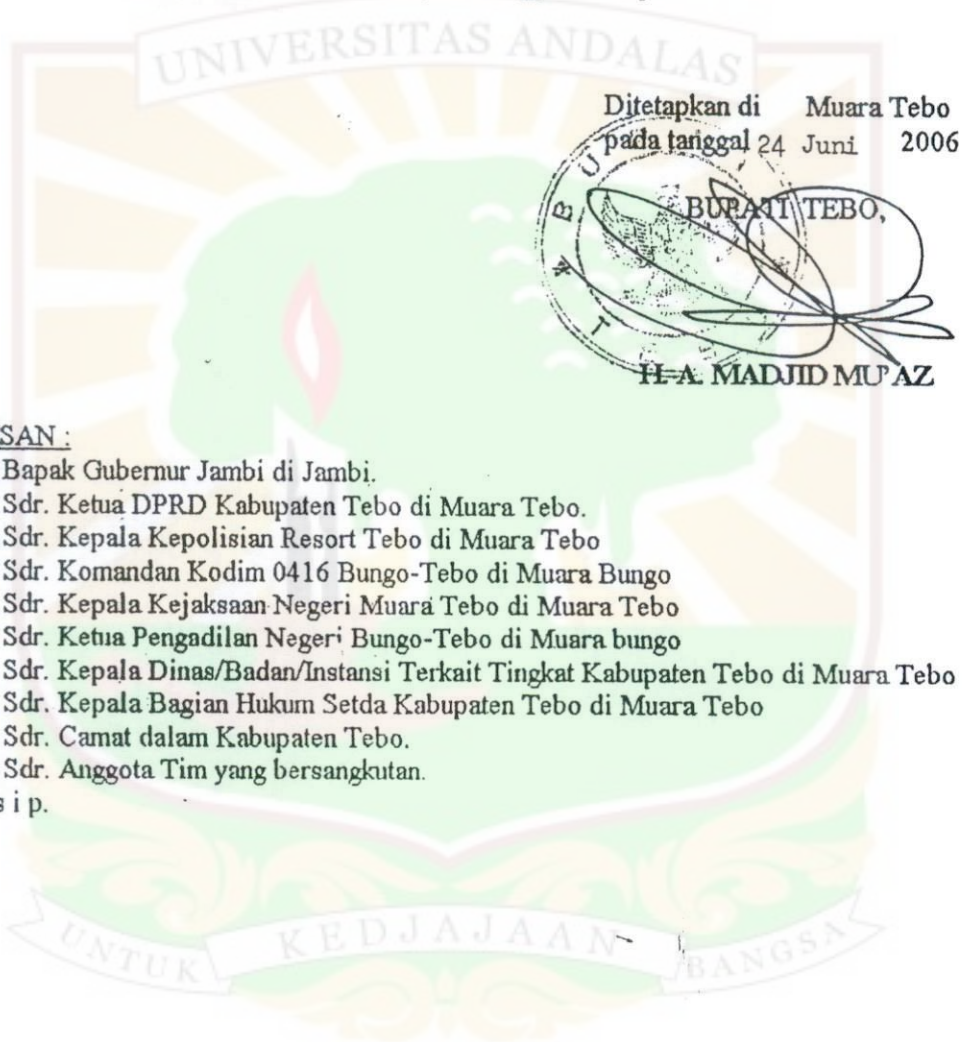 UNIVERSITAS ANDALAS
Ditetapkan di Muara Tebo
pada tanggal 24 Juni 2006
BUPATI TEBO,
H. A. MADJID MU'AZ
SAN :
Bapak Gubernur Jambi di Jambi.
Sdr. Ketua DPRD Kabupaten Tebo di Muara Tebo.
Sdr. Kepala Kepolisian Resort Tebo di Muara Tebo
Sdr. Komandan Kodim 0416 Bungo-Tebo di Muara Bungo
Sdr. Kepala Kejaksaan Negeri Muara Tebo di Muara Tebo
Sdr. Ketua Pengadilan Negeri Bungo-Tebo di Muara bungo
Sdr. Kepala Dinas/Badan/Instansi Terkait Tingkat Kabupaten Tebo di Muara Tebo
Sdr. Kepala Bagian Hukum Setda Kabupaten Tebo di Muara Tebo
Sdr. Camat dalam Kabupaten Tebo.
Sdr. Anggota Tim yang bersangkutan.
s i p.
UNTUK KEDJAJAAN BANGSA